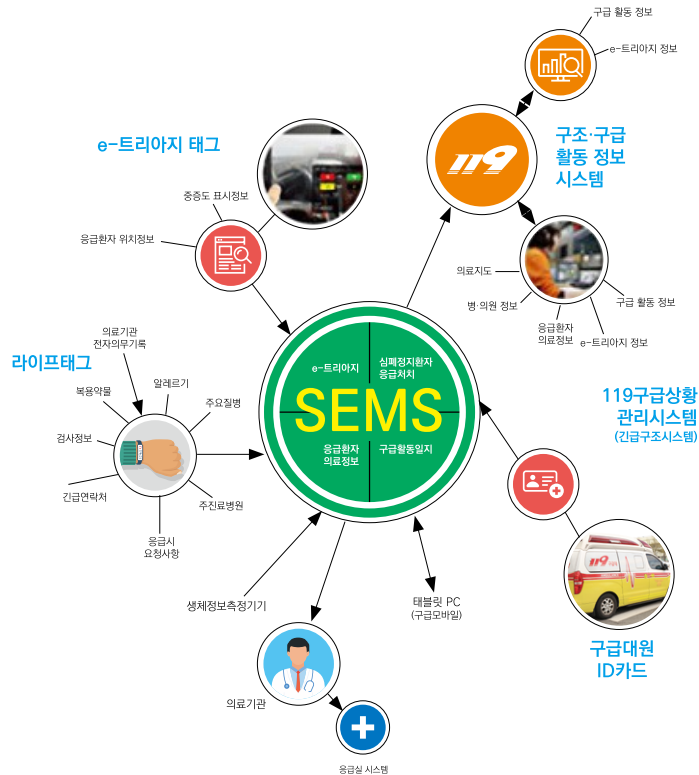 구급 활동 정보
e-트리아지 정보
e-트리아지 태그
구조·구급
활동 정보
시스템
119
중증도 표시정보
응급환자 위치정보
의료지도
병·의원 정보
응급환자
의료정보
e-트리아지 정보
구급 활동 정보
의료기관
전자의무기록
라이프태그
알레르기
복용약물
주요질병
검사정보
긴급연락처
주진료병원
응급시
요청사항
e-트리아지
심폐정지환자
응급처치
SEMS
응급환자
의료정보
구급활동일지
119구급상황
관리시스템
(긴급구조시스템)
생체정보측정기기
태블릿 PC
(구급모바일)
119
구급대원
ID카드
의료기관
응급실 시스템